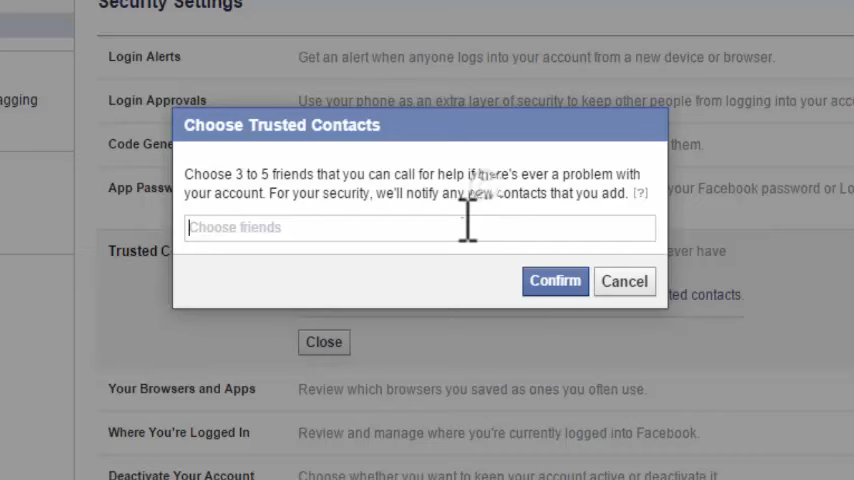 Security Settings
Login Alerts Get an alert when anyone logs into your account from a new device or browser.
agging
Login Approvals Use your phone as an extra layer of security to keep other people from logging into your acc
Choose Trusted Contacts
Code Gene them.
Choose 3 to 5 friends that you can call for help if there's ever a problem with
App Passw your Facebook password or Lo
your account. For your security, we'll notify any new contacts that you add. [?]
Choose friends
Trusted C ever have
Confirm Cancel
ted contacts.
Close
Your Browsers and Apps Review which browsers you saved as ones you often use.
Where You're Logged In Review and manage where you're currently logged into Facebook.
Deactivate Your Account Choose whether you want to keep your account active or deactivate it